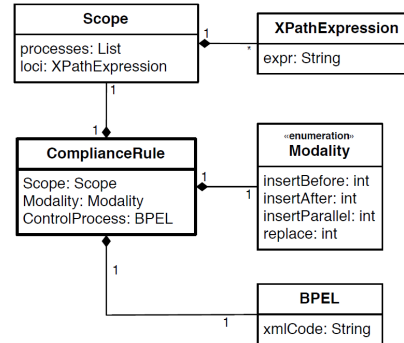 Scope
processes: List
loci: XPathExpression
1
*
XPathExpression
expr: String
1
1
ComplianceRule
Scope: Scope
Modality: Modality
ControlProcess: BPEL
1
1
«enumeration»
Modality
insertBefore: int
insertAfter: int
insertParallel: int
replace: int
1
1
BPEL
xmlCode: String